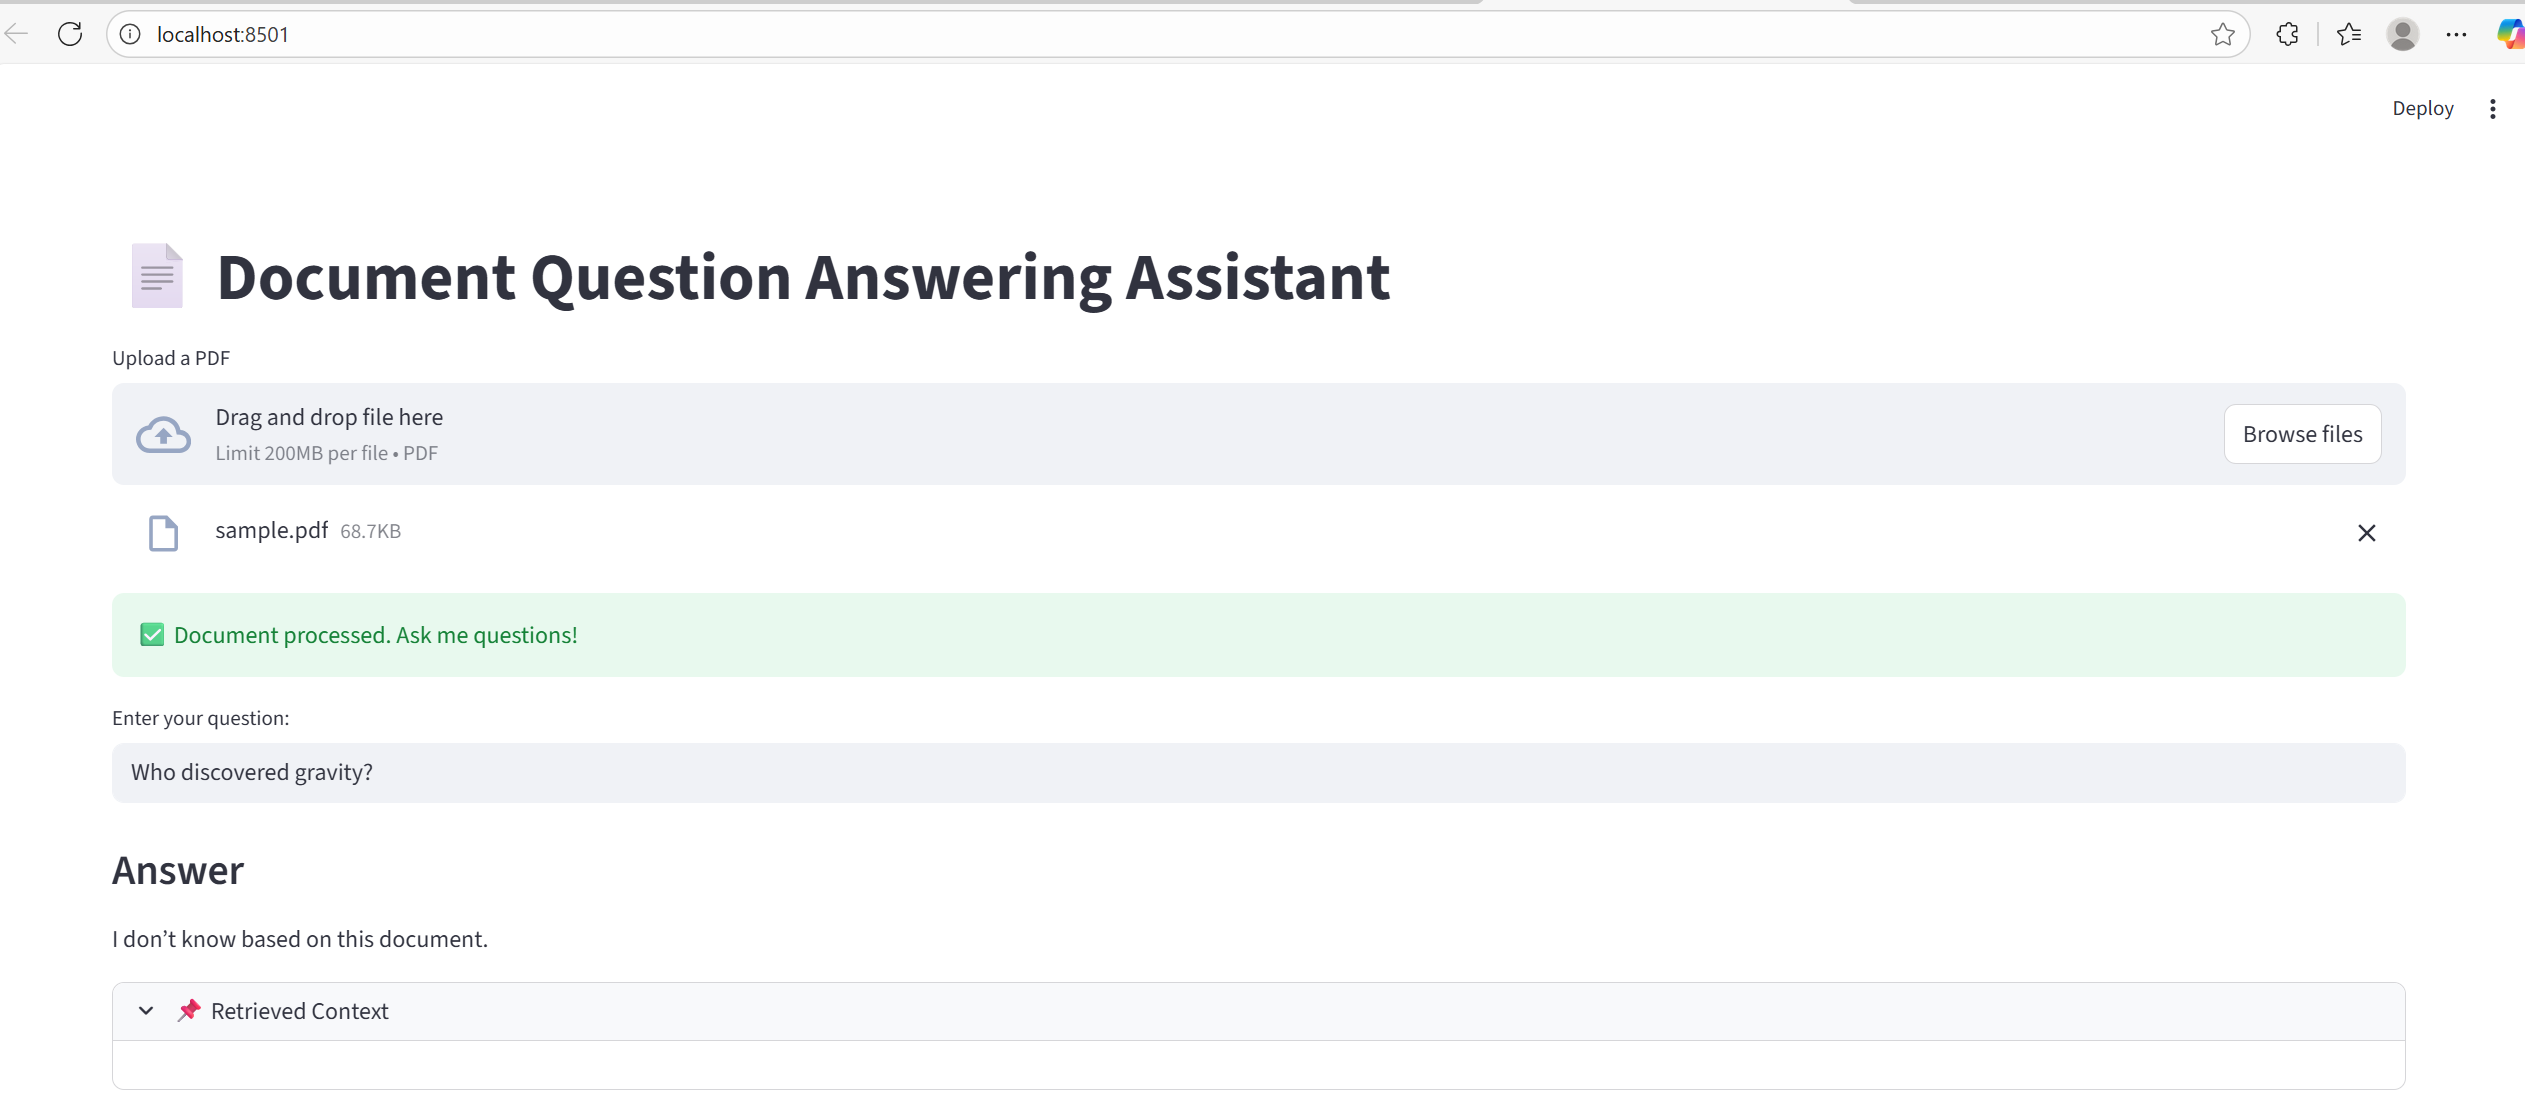 localhost:8501
Deploy
Document Question Answering Assistant
Upload a PDF
Drag and drop file here
Limit 200MB per file • PDF
Browse files
sample.pdf 68.7KB
Document processed. Ask me questions!
Enter your question:
Who discovered gravity?
Answer
I don’t know based on this document.
Retrieved Context